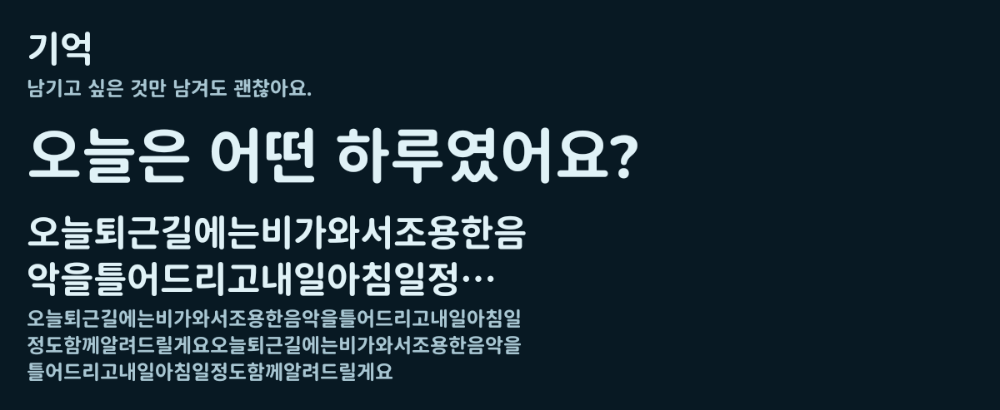 기억
남기고 싶은 것만 남겨도 괜찮아요.
오늘은 어떤 하루였어요?
오늘퇴근길에는비가와서조용한음
악을틀어드리고내일아침일정…
오늘퇴근길에는비가와서조용한음악을틀어드리고내일아침일
정도함께알려드릴게요오늘퇴근길에는비가와서조용한음악을
틀어드리고내일아침일정도함께알려드릴게요